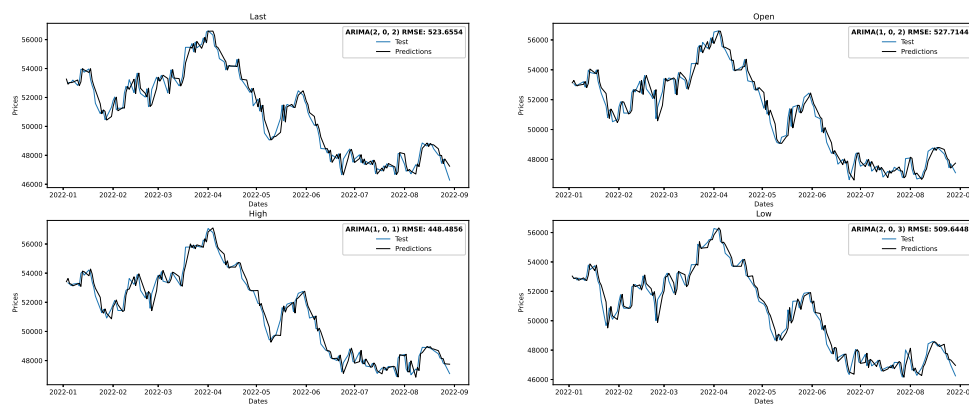 Last
ARIMA(2, 0, 2) RMSE: 523.6554
Test
Predictions
56000
54000
52000
50000
48000
46000
Prices
2022-01 2022-02 2022-03 2022-04 2022-05 2022-06 2022-07 2022-08 2022-09
Dates
Open
ARIMA(1, 0, 2) RMSE: 527.7144
Test
Predictions
56000
54000
52000
50000
48000
Prices
2022-01 2022-02 2022-03 2022-04 2022-05 2022-06 2022-07 2022-08 2022-0
Dates
High
ARIMA(1, 0, 1) RMSE: 448.4856
Test
Predictions
56000
54000
52000
50000
48000
Prices
2022-01 2022-02 2022-03 2022-04 2022-05 2022-06 2022-07 2022-08 2022-09
Dates
Low
ARIMA(2, 0, 3) RMSE: 509.6448
Test
Predictions
56000
54000
52000
50000
48000
46000
Prices
2022-01 2022-02 2022-03 2022-04 2022-05 2022-06 2022-07 2022-08 2022-0
Dates